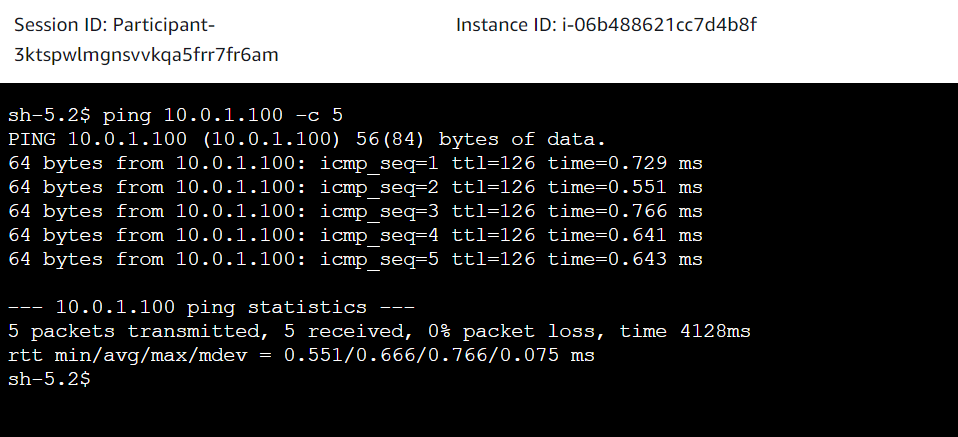 Session ID: Participant-
3ktspwlmgnsvvkqa5frr7fr6am
Instance ID: i-06b488621cc7d4b8f
sh-5.2$ ping 10.0.1.100 -c 5
PING 10.0.1.100 (10.0.1.100) 56(84) bytes of data.
64 bytes from 10.0.1.100: icmp_seq=1 ttl=126 time=0.729 ms
64 bytes from 10.0.1.100: icmp_seq=2 ttl=126 time=0.551 ms
64 bytes from 10.0.1.100: icmp_seq=3 ttl=126 time=0.766 ms
64 bytes from 10.0.1.100: icmp_seq=4 ttl=126 time=0.641 ms
64 bytes from 10.0.1.100: icmp_seq=5 ttl=126 time=0.643 ms
--- 10.0.1.100 ping statistics ---
5 packets transmitted, 5 received, 0% packet loss, time 4128ms
rtt min/avg/max/mdev = 0.551/0.666/0.766/0.075 ms
sh-5.2$